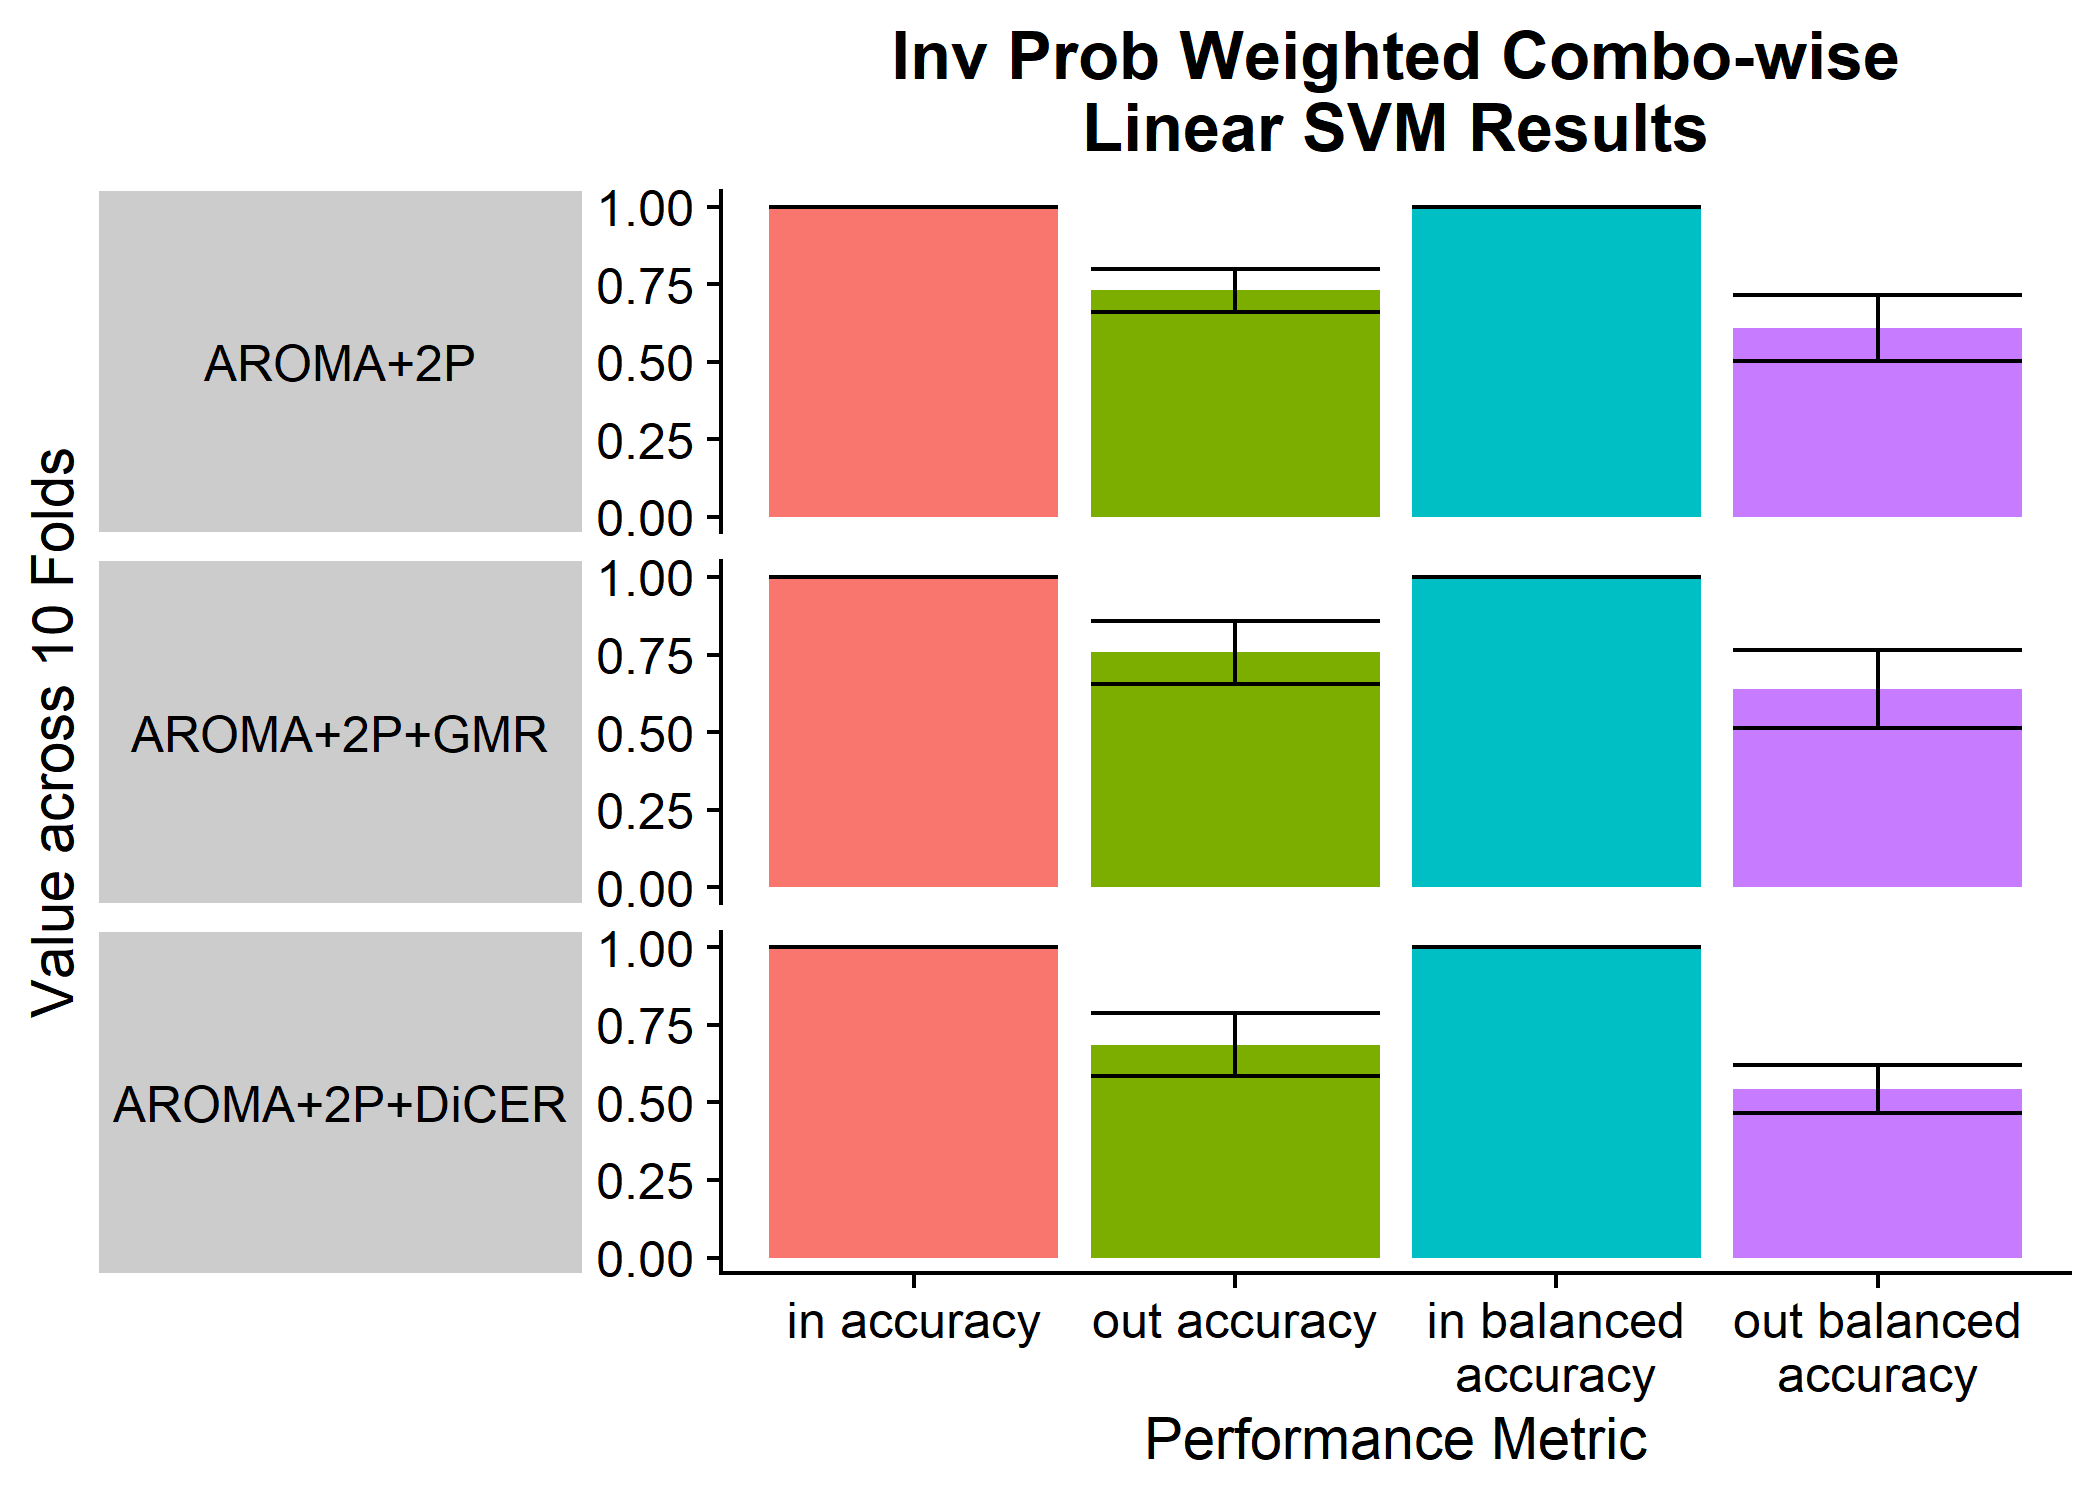 Inv Prob Weighted Combo-wise
Linear SVM Results
Value across 10 Folds
AROMA+2P
1.00
0.75
0.50
0.25
0.00
AROMA+2P+GMR
1.00
0.75
0.50
0.25
0.00
AROMA+2P+DiCER
1.00
0.75
0.50
0.25
0.00
in accuracy
out accuracy
in balanced
accuracy
out balanced
accuracy
Performance Metric